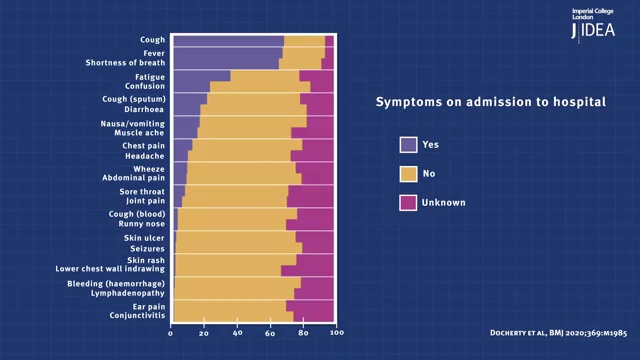 Imperial College
London
J IDEA
Cough
Fever
Shortness of breath
Fatigue
Confusion
Cough (sputum)
Diarrhoea
Nausa/vomiting
Muscle ache
Chest pain
Headache
Wheeze
Abdominal pain
Sore throat
Joint pain
Cough (blood)
Runny nose
Skin ulcer
Seizures
Skin rash
Lower chest wall indrawing
Bleeding (haemorrhage)
Lymphadenopathy
Ear pain
Conjunctivitis
0 20 40 60 80 100
Symptoms on admission to hospital
Yes
No
Unknown
Docherty et al, BMJ 2020;369:m1985